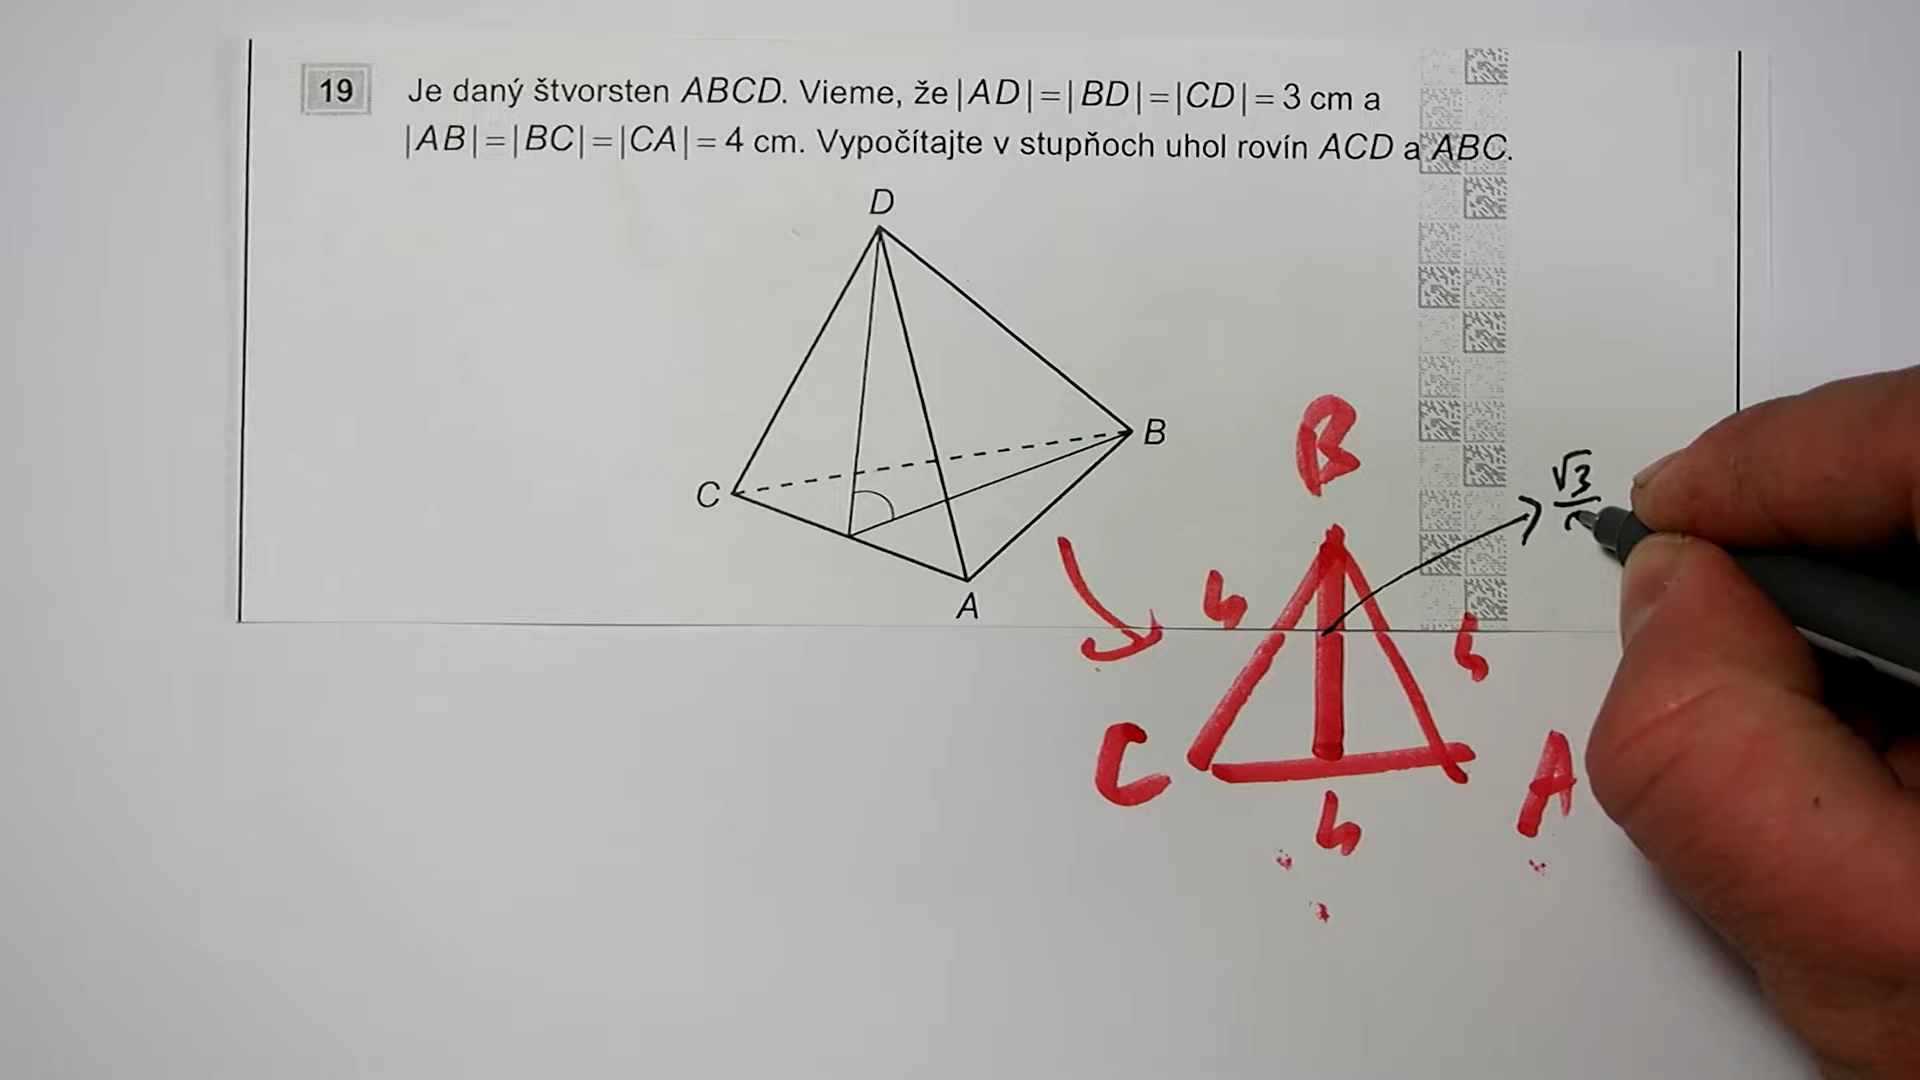 19 Je daný štvorsten ABCD. Vieme, že |AD|=|BD|=|CD|= 3 cm a
|AB|=|BC|=|CA|= 4 cm. Vypočítajte v stupňoch uhol rovín ACD a ABC.
D
B
C
A
B
√3
4
4
C
A
4